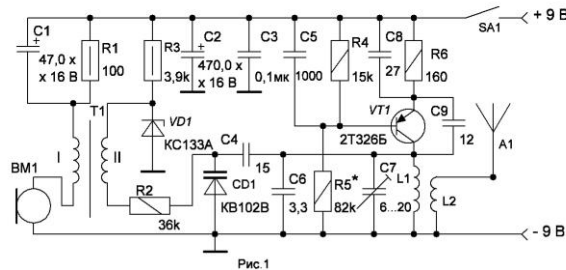 C1
47,0 x
x 16 В
R1
100
R3
3,9k
C2
470,0 x
x 16 В
C3
0,1мк
C5
1000
R4
15k
C8
27
R6
160
SA1
+ 9 В
T1
I
II
VD1
КС133А
VT1
2Т326Б
C9
12
A1
BM1
R2
36k
C4
15
CD1
КВ102В
C6
3,3
R5*
82k
C7
6...20
L1
L2
- 9 В
Рис.1